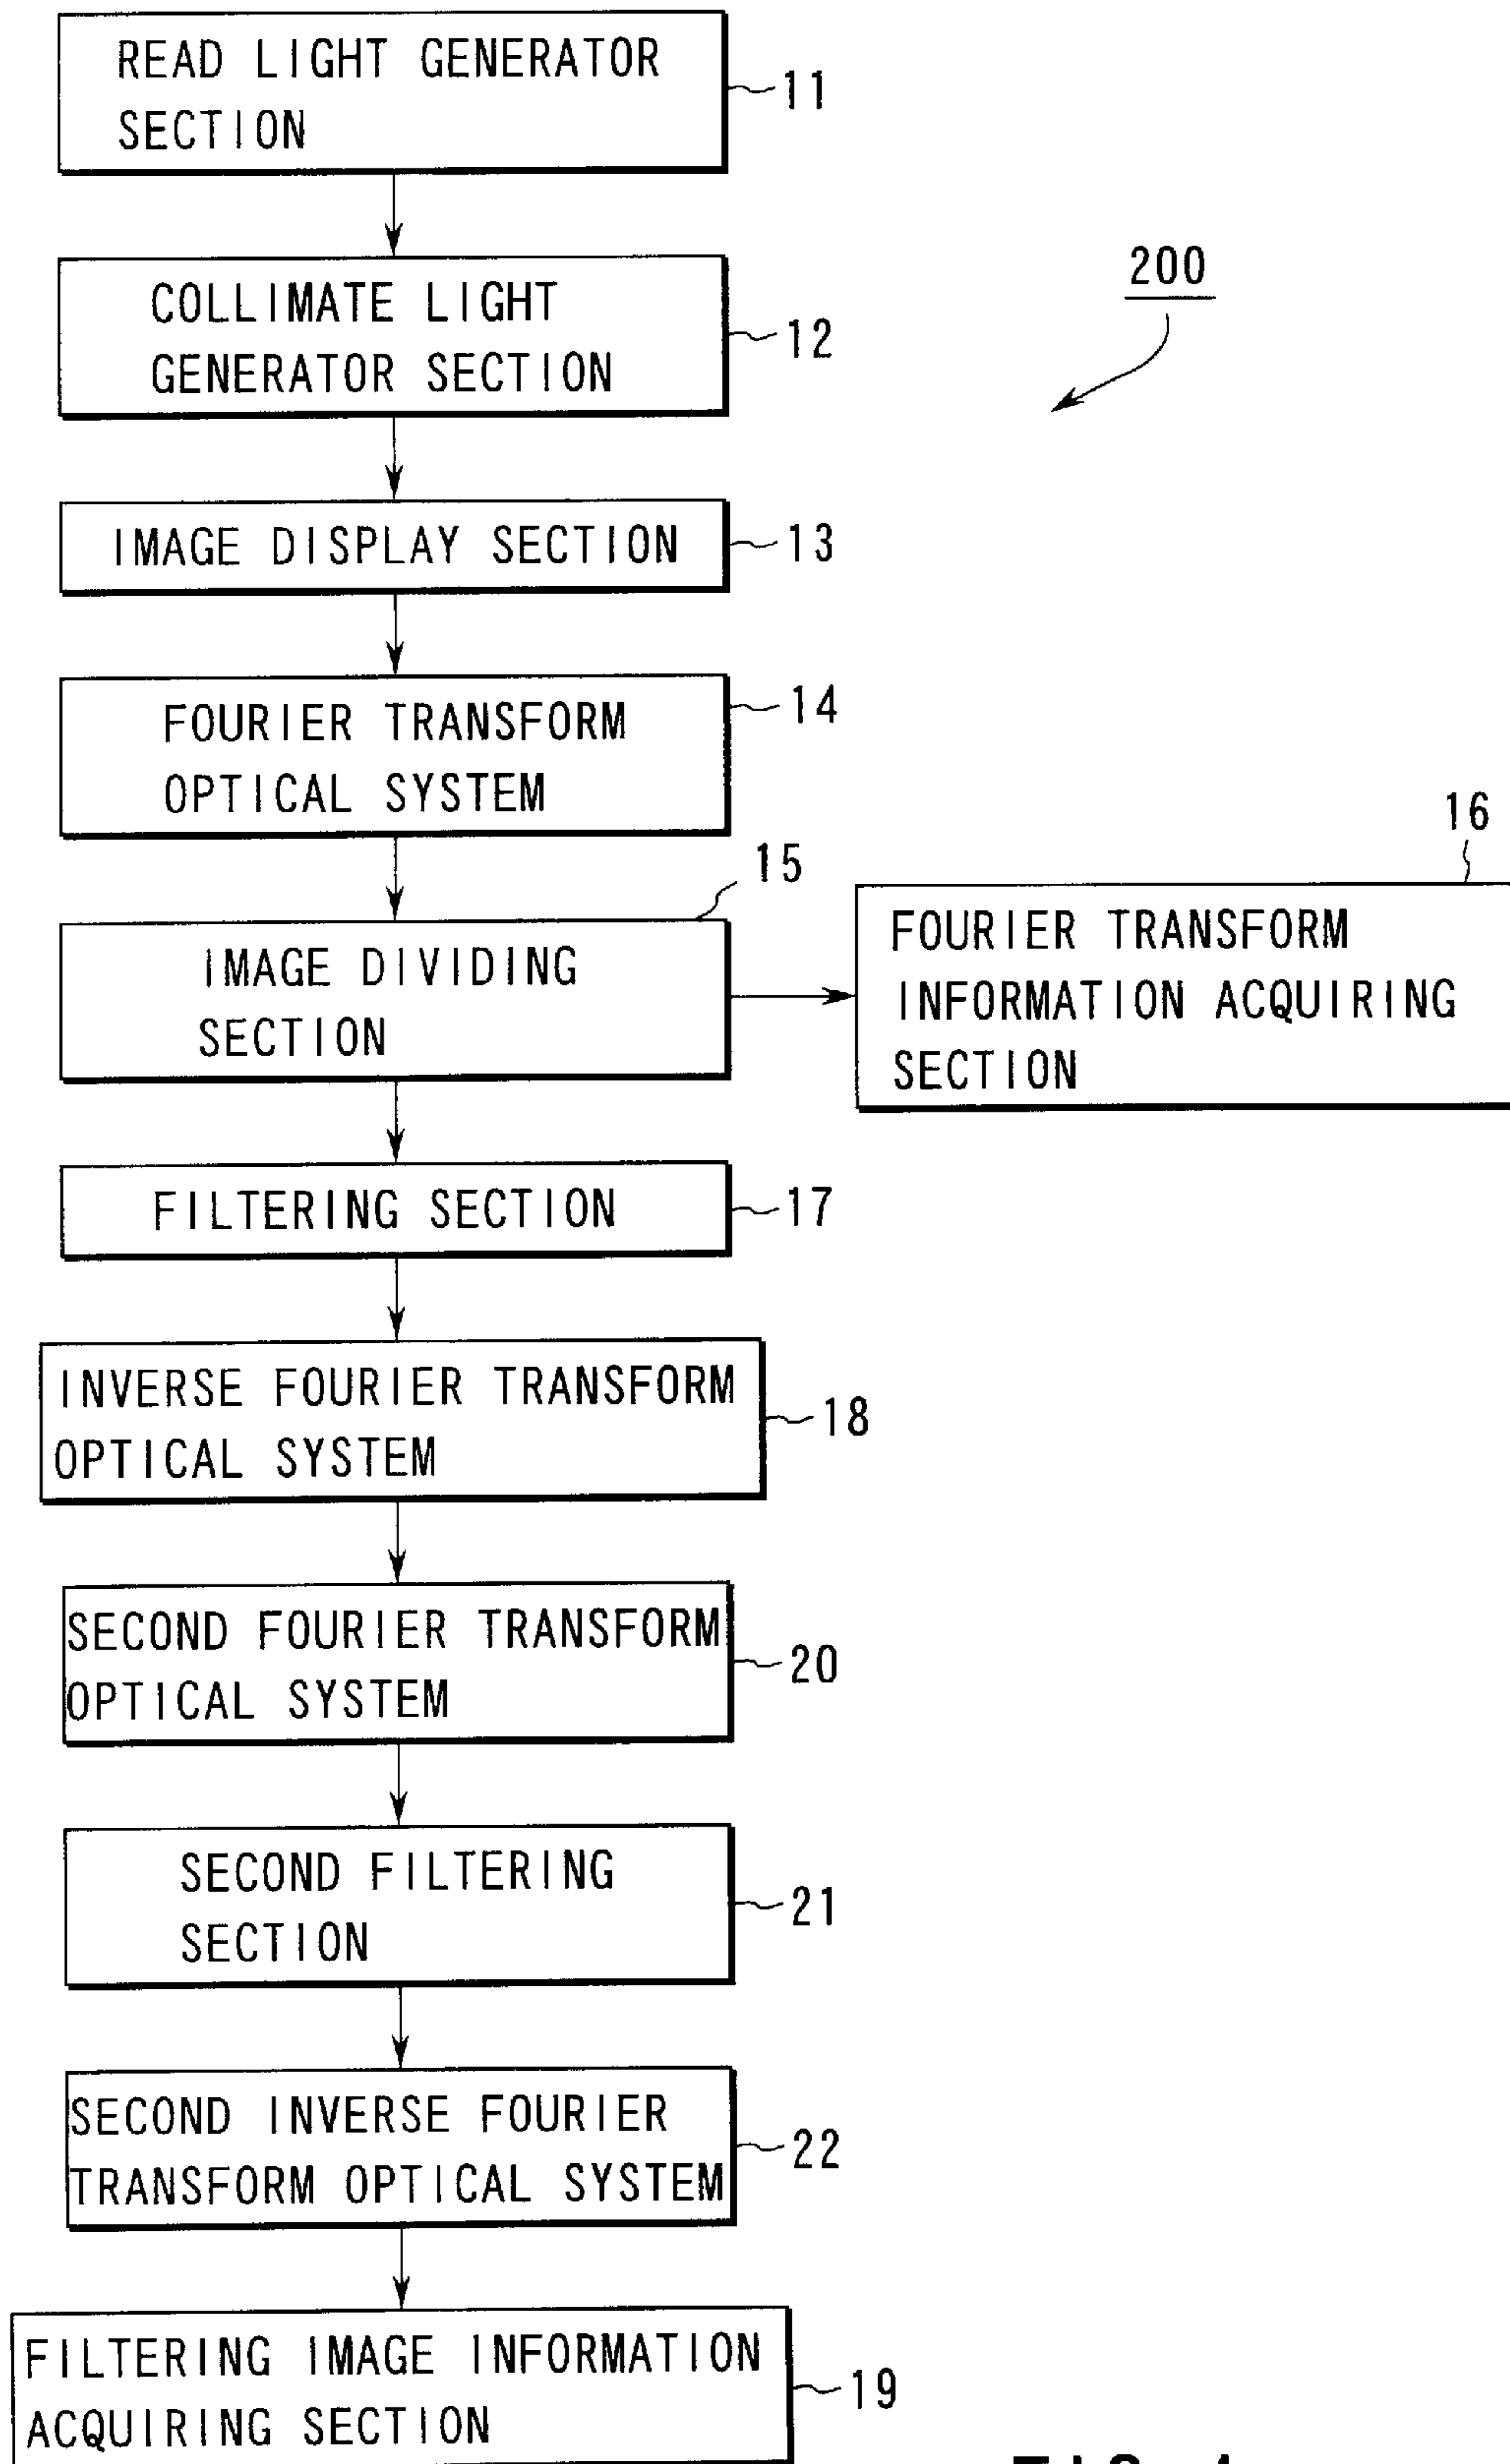 READ LIGHT GENERATOR
SECTION
11
COLLIMATE LIGHT
GENERATOR SECTION
12
200
IMAGE DISPLAY SECTION
13
FOURIER TRANSFORM
OPTICAL SYSTEM
14
15
IMAGE DIVIDING
SECTION
16
FOURIER TRANSFORM
INFORMATION ACQUIRING
SECTION
FILTERING SECTION
17
INVERSE FOURIER TRANSFORM
OPTICAL SYSTEM
18
SECOND FOURIER TRANSFORM
OPTICAL SYSTEM
20
SECOND FILTERING
SECTION
21
SECOND INVERSE FOURIER
TRANSFORM OPTICAL SYSTEM
22
FILTERING IMAGE INFORMATION
ACQUIRING SECTION
19